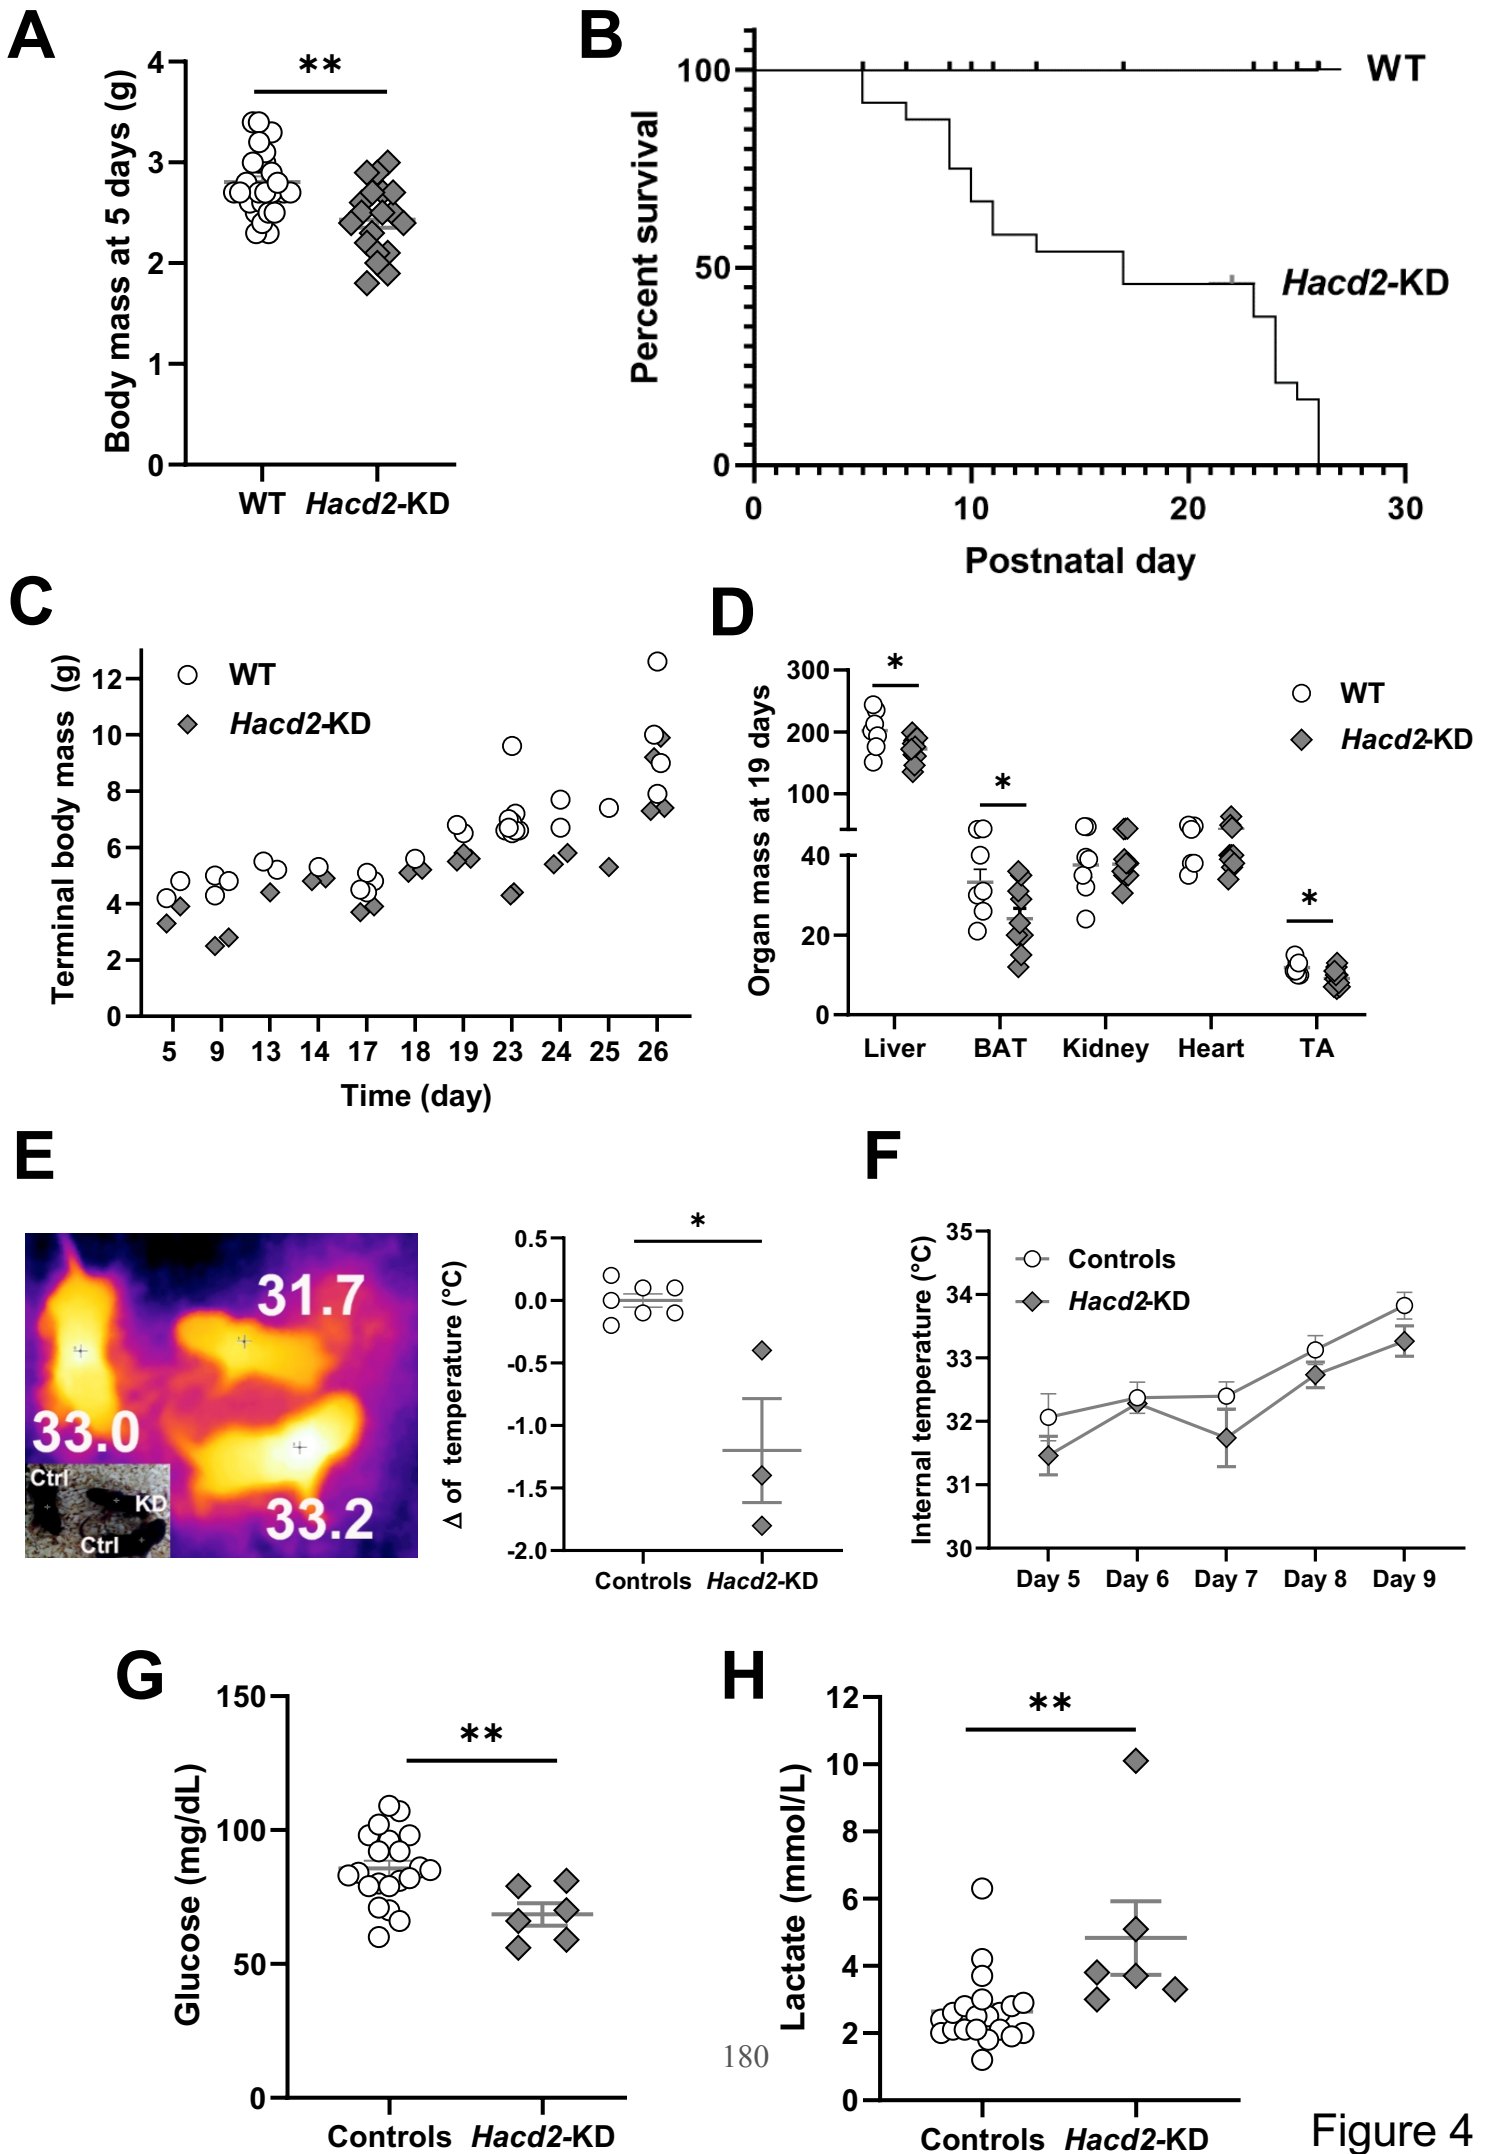 A
Body mass at 5 days (g)
4
3
2
1
0
**
WT Hacd2-KD
B
Percent survival
100
50
0
WT
Hacd2-KD
0 10 20 30
Postnatal day
C
Terminal body mass (g)
12
10
8
6
4
2
0
WT
Hacd2-KD
5 9 13 14 17 18 19 23 24 25 26
Time (day)
D
Organ mass at 19 days
300
200
100
40
20
0
*
*
*
WT
Hacd2-KD
Liver BAT Kidney Heart TA
E
31.7
33.0
33.2
Ctrl
KD
Ctrl
Δ of temperature (°C)
0.5
0.0
-0.5
-1.0
-1.5
-2.0
*
Controls Hacd2-KD
F
Internal temperature (°C)
35
34
33
32
31
30
Controls
Hacd2-KD
Day 5 Day 6 Day 7 Day 8 Day 9
G
Glucose (mg/dL)
150
100
50
0
**
Controls Hacd2-KD
H
Lactate (mmol/L)
12
10
8
6
4
2
0
**
Controls Hacd2-KD
180
Figure 4